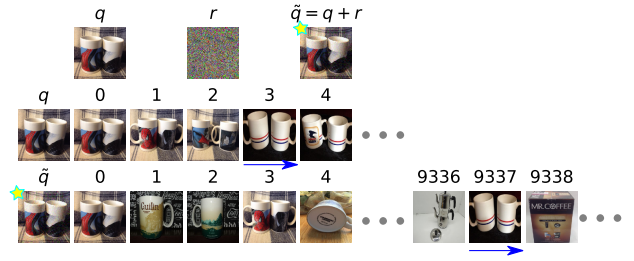 q r q̃ = q + r
q 0 1 2 3 4
q̃ 0 1 2 3 4 9336 9337 9338
MR.COFFEE